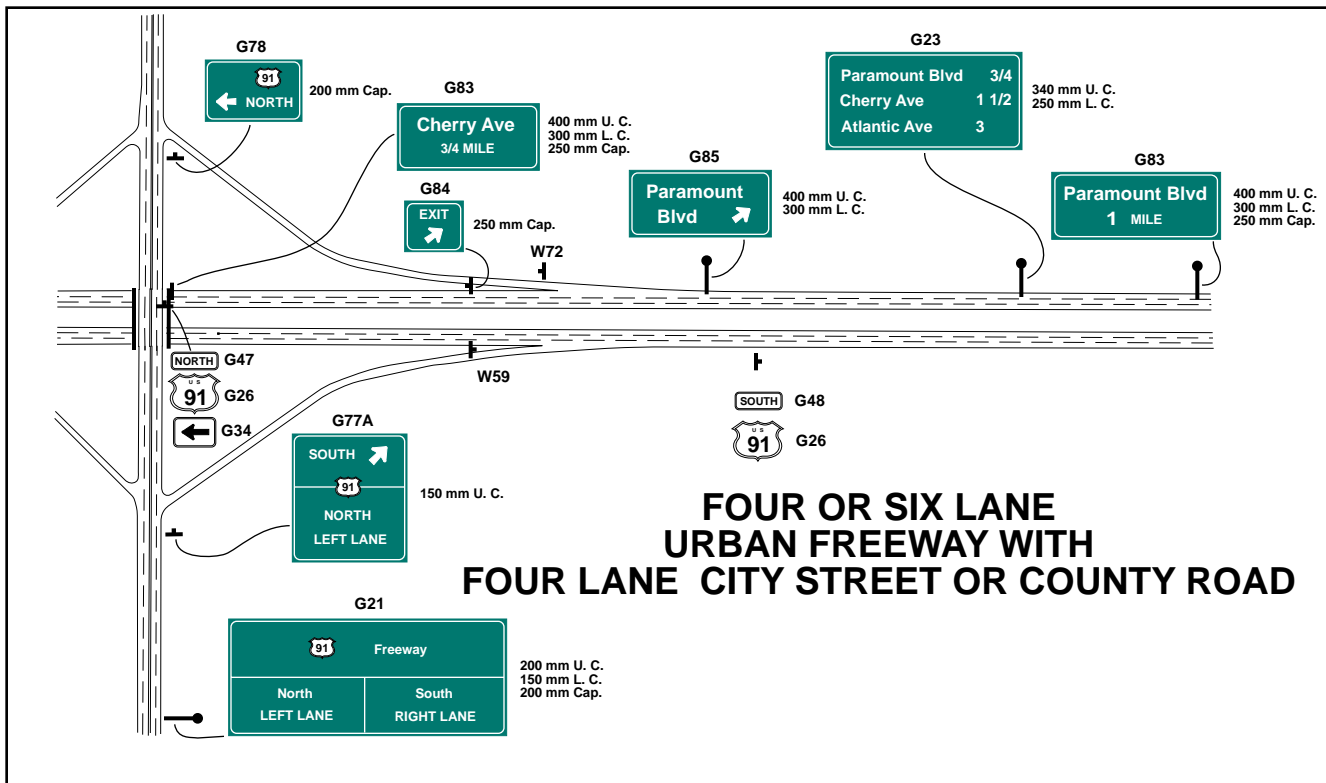 G78
91
NORTH
200 mm Cap.
G83
Cherry Ave
3/4 MILE
400 mm U. C.
300 mm L. C.
250 mm Cap.
G84
EXIT
250 mm Cap.
W72
G85
Paramount
Blvd
400 mm U. C.
300 mm L. C.
G23
Paramount Blvd 3/4
Cherry Ave 1 1/2
Atlantic Ave 3
340 mm U. C.
250 mm L. C.
G83
Paramount Blvd
1 MILE
400 mm U. C.
300 mm L. C.
250 mm Cap.
NORTH G47
U S
91 G26
G34
W59
SOUTH G48
U S
91 G26
G77A
SOUTH
91
NORTH
LEFT LANE
150 mm U. C.
FOUR OR SIX LANE
URBAN FREEWAY WITH
FOUR LANE CITY STREET OR COUNTY ROAD
G21
91 Freeway
North
LEFT LANE
South
RIGHT LANE
200 mm U. C.
150 mm L. C.
200 mm Cap.